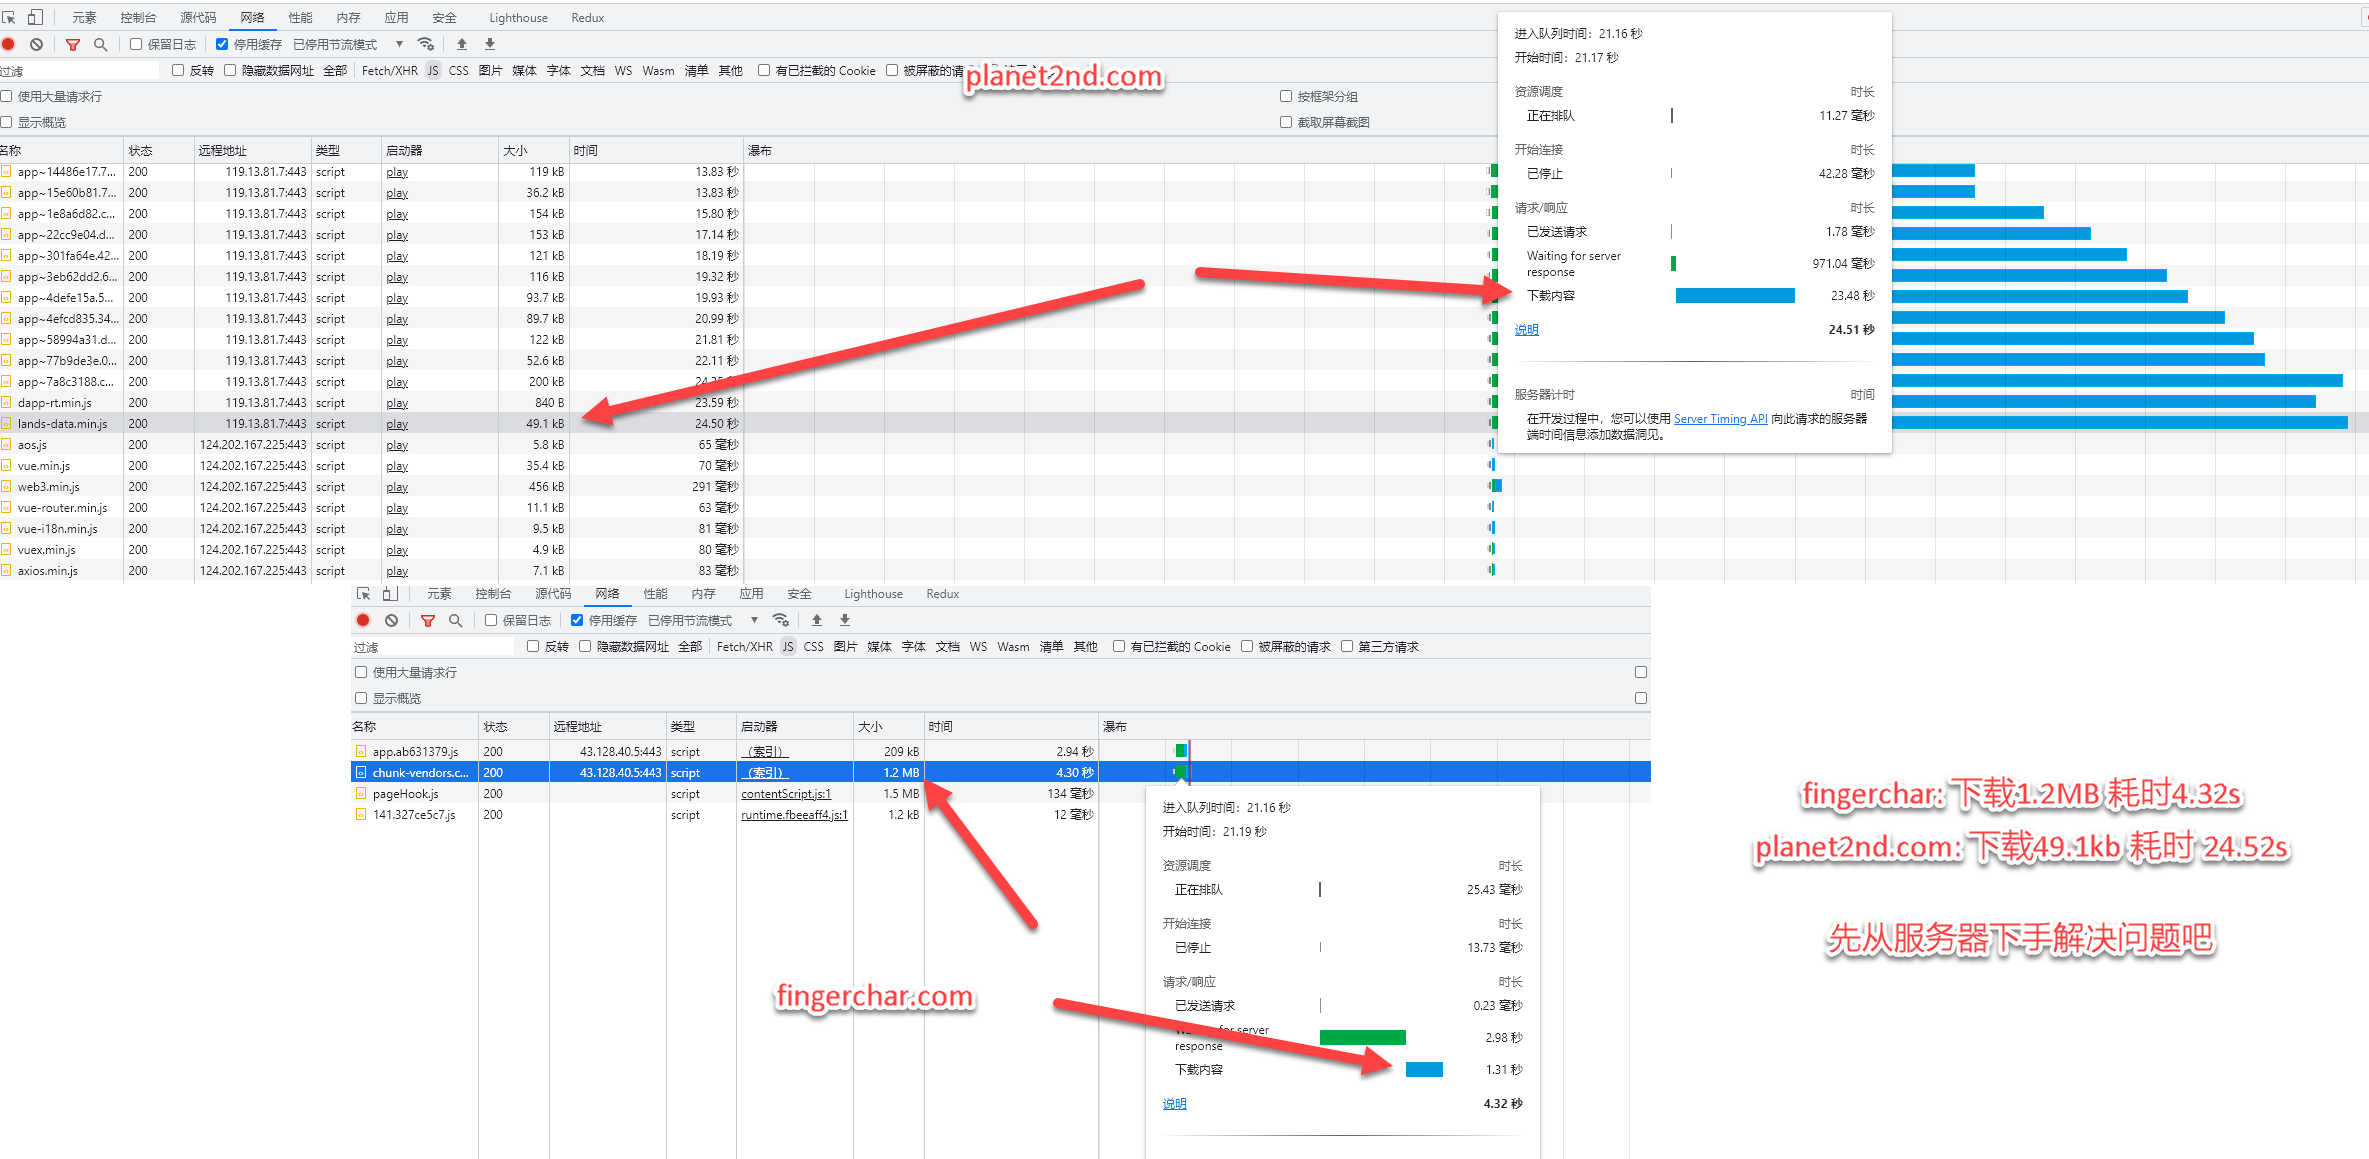 元素 控制台 源代码 网络 性能 内存 应用 安全 Lighthouse Redux
保留日志 停用缓存 已停用节流模式
过滤 反转 隐藏数据网址 全部 Fetch/XHR JS CSS 图片 媒体 字体 文档 WS Wasm 清单 其他 有已拦截的 Cookie 被屏蔽的
planet2nd.com
使用大量请求行 按框架分组
显示概览 截取屏幕截图
名称 状态 远程地址 类型 启动器 大小 时间 瀑布
app~14486e17.7... 200 119.13.81.7:443 script play 119 kB 13.83 秒
app~15e60b81.7... 200 119.13.81.7:443 script play 36.2 kB 13.83 秒
app~1e8a6d82.c... 200 119.13.81.7:443 script play 154 kB 15.80 秒
app~22cc9e04.d... 200 119.13.81.7:443 script play 153 kB 17.14 秒
app~301fa64e.42... 200 119.13.81.7:443 script play 121 kB 18.19 秒
app~3eb62dd2.6... 200 119.13.81.7:443 script play 116 kB 19.32 秒
app~4defe15a.5... 200 119.13.81.7:443 script play 93.7 kB 19.93 秒
app~4efcd835.34... 200 119.13.81.7:443 script play 89.7 kB 20.99 秒
app~58994a31.d... 200 119.13.81.7:443 script play 122 kB 21.81 秒
app~77b9de3e.0... 200 119.13.81.7:443 script play 52.6 kB 22.11 秒
app~7a8c3188.c... 200 119.13.81.7:443 script play 200 kB
dapp-rt.min.js 200 119.13.81.7:443 script play 840 B 23.59 秒
lands-data.min.js 200 119.13.81.7:443 script play 49.1 kB 24.50 秒
aos.js 200 124.202.167.225:443 script play 5.8 kB 65 毫秒
vue.min.js 200 124.202.167.225:443 script play 35.4 kB 70 毫秒
web3.min.js 200 124.202.167.225:443 script play 456 kB 291 毫秒
vue-router.min.js 200 124.202.167.225:443 script play 11.1 kB 63 毫秒
vue-i18n.min.js 200 124.202.167.225:443 script play 9.5 kB 81 毫秒
vuex.min.js 200 124.202.167.225:443 script play 4.9 kB 80 毫秒
axios.min.js 200 124.202.167.225:443 script play 7.1 kB 83 毫秒
进入队列时间：21.16 秒
开始时间：21.17 秒
资源调度 时长
正在排队 11.27 毫秒
开始连接 时长
已停止 42.28 毫秒
请求/响应 时长
已发送请求 1.78 毫秒
Waiting for server
response 971.04 毫秒
下载内容 23.48 秒
说明 24.51 秒
服务器计时 时间
在开发过程中，您可以使用 Server Timing API 向此请求的服务器
端时间信息添加数据洞见。
元素 控制台 源代码 网络 性能 内存 应用 安全 Lighthouse Redux
保留日志 停用缓存 已停用节流模式
过滤 反转 隐藏数据网址 全部 Fetch/XHR JS CSS 图片 媒体 字体 文档 WS Wasm 清单 其他 有已拦截的 Cookie 被屏蔽的请求 第三方请求
使用大量请求行
显示概览
名称 状态 远程地址 类型 启动器 大小 时间 瀑布
app.ab631379.js 200 43.128.40.5:443 script （索引） 209 kB 2.94 秒
chunk-vendors.c... 200 43.128.40.5:443 script （索引） 1.2 MB 4.30 秒
pageHook.js 200 script contentScript.js:1 1.5 MB 134 毫秒
141.327ce5c7.js 200 script runtime.fbeeaff4.js:1 1.2 kB 12 毫秒
进入队列时间：21.16 秒
开始时间：21.19 秒
资源调度 时长
正在排队 25.43 毫秒
开始连接 时长
已停止 13.73 毫秒
请求/响应 时长
已发送请求 0.23 毫秒
for server
response 2.98 秒
下载内容 1.31 秒
说明 4.32 秒
fingerchar.com
fingerchar: 下载1.2MB 耗时4.32s
planet2nd.com: 下载49.1kb 耗时 24.52s
先从服务器下手解决问题吧